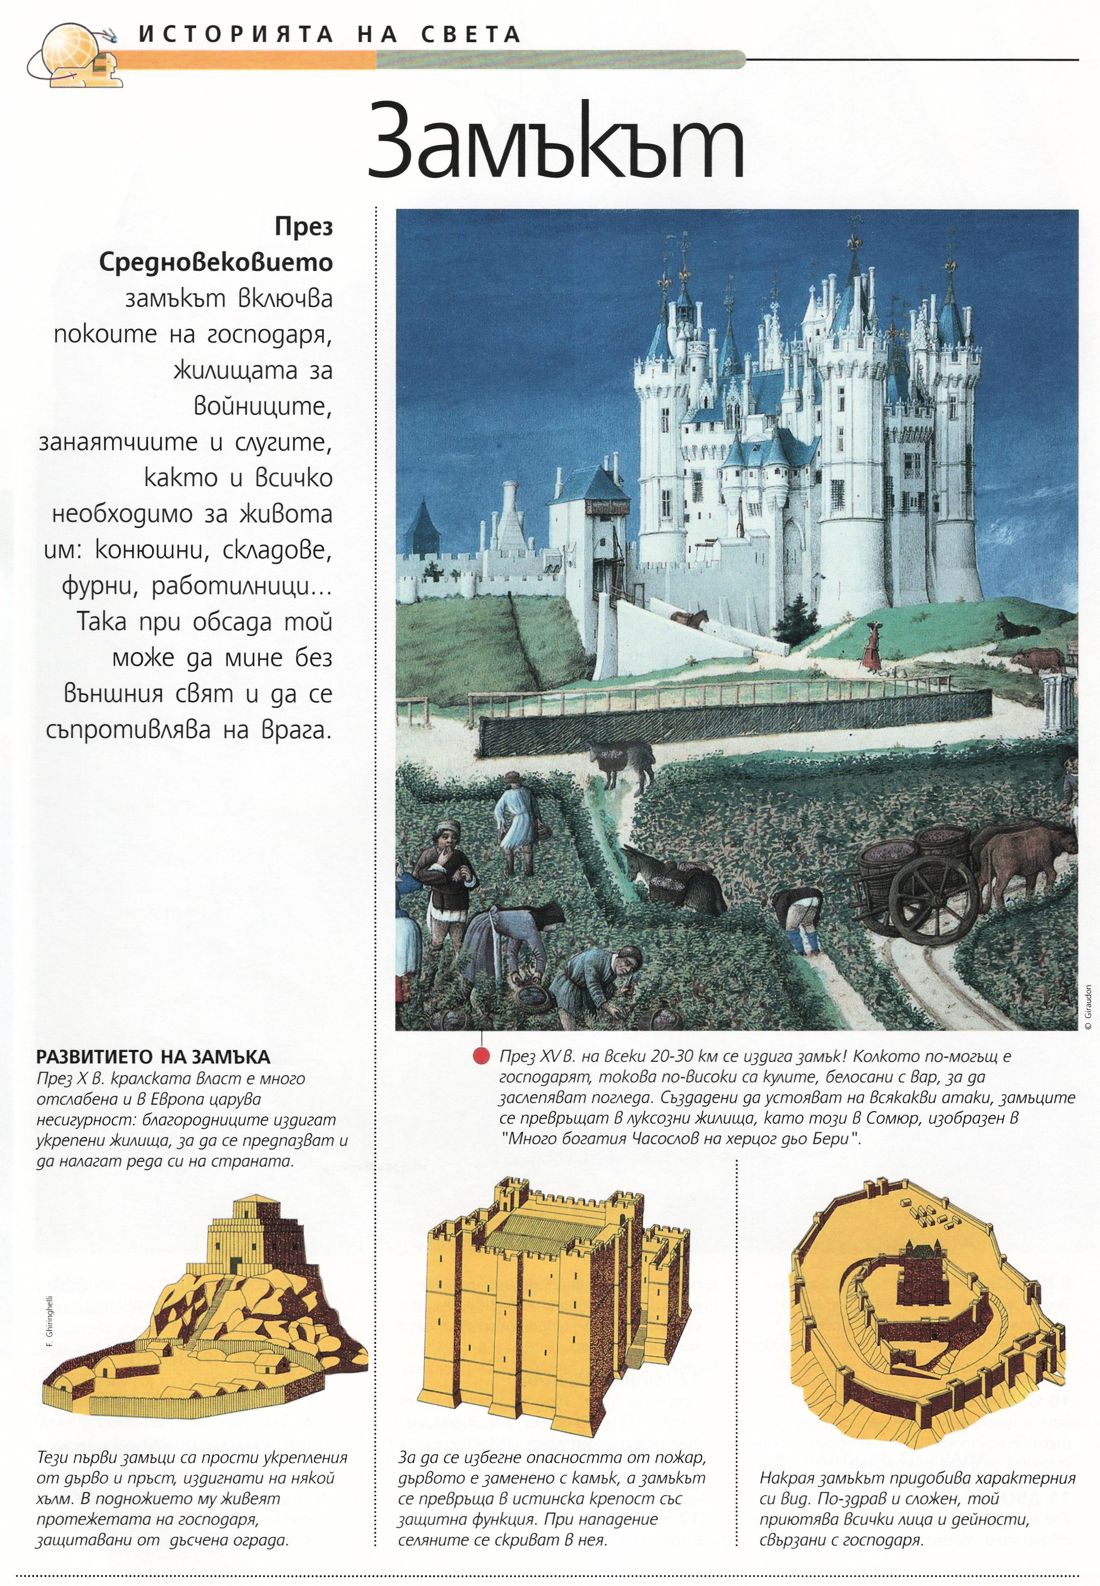 ИСТОРИЯТА НА СВЕТА
Замъкът
През
Средновековието
замъкът включва
покоите на господаря,
жилищата за
войниците,
занаятчиите и слугите,
както и всичко
необходимо за живота
им: конюшни, складове,
фурни, работилници...
Така при обсада той
може да мине без
външния свят и да се
съпротивлява на врага.
© Giraudon
РАЗВИТИЕТО НА ЗАМЪКА
През X в. кралската власт е много
отслабена и в Европа царува
несигурност: благородниците издигат
укрепени жилища, за да се предпазват и
да налагат реда си на страната.
През XV в. на всеки 20-30 км се издига замък! Колкото по-могъщ е
господарят, токова по-високи са кулите, белосани с вар, за да
заслепяват погледа. Създадени да устояват на всякакви атаки, замъците
се превръщат в луксозни жилища, като този в Сомюр, изобразен в
"Много богатия Часослов на херцог дьо Бери".
F. Ghiringhelli
Тези първи замъци са прости укрепления
от дърво и пръст, издигнати на някой
хълм. В подножието му живеят
протежетата на господаря,
защитавани от дъсчена ограда.
За да се избегне опасността от пожар,
дървото е заменено с камък, а замъкът
се превръща в истинска крепост със
защитна функция. При нападение
селяните се скриват в нея.
Накрая замъкът придобива характерния
си вид. По-здрав и сложен, той
приютява всички лица и дейности,
свързани с господаря.